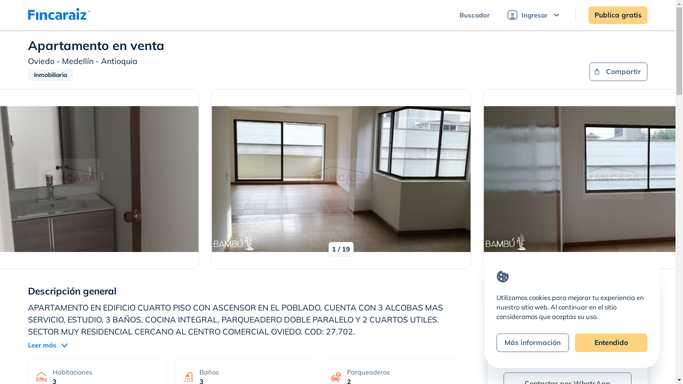 Fincaraiz
Buscador
Ingresar
Publica gratis
Apartamento en venta
Oviedo - Medellín - Antioquia
Inmobiliaria
Compartir
BAMBÚ
BAMBÚ
1 / 19
Descripción general
APARTAMENTO EN EDIFICIO CUARTO PISO CON ASCENSOR EN EL POBLADO, CUENTA CON 3 ALCOBAS MAS
SERVICIO, ESTUDIO, 3 BAÑOS, COCINA INTEGRAL, PARQUEADERO DOBLE PARALELO Y 2 CUARTOS UTILES.
SECTOR MUY RESIDENCIAL CERCANO AL CENTRO COMERCIAL OVIEDO. COD: 27.702.
Leer más
Habitaciones
3
Baños
3
Parqueaderos
2
Utilizamos cookies para mejorar tu experiencia en
nuestro sitio web. Al continuar en el sitio
consideramos que aceptas su uso.
Más información
Entendido
Contactar por WhatsApp